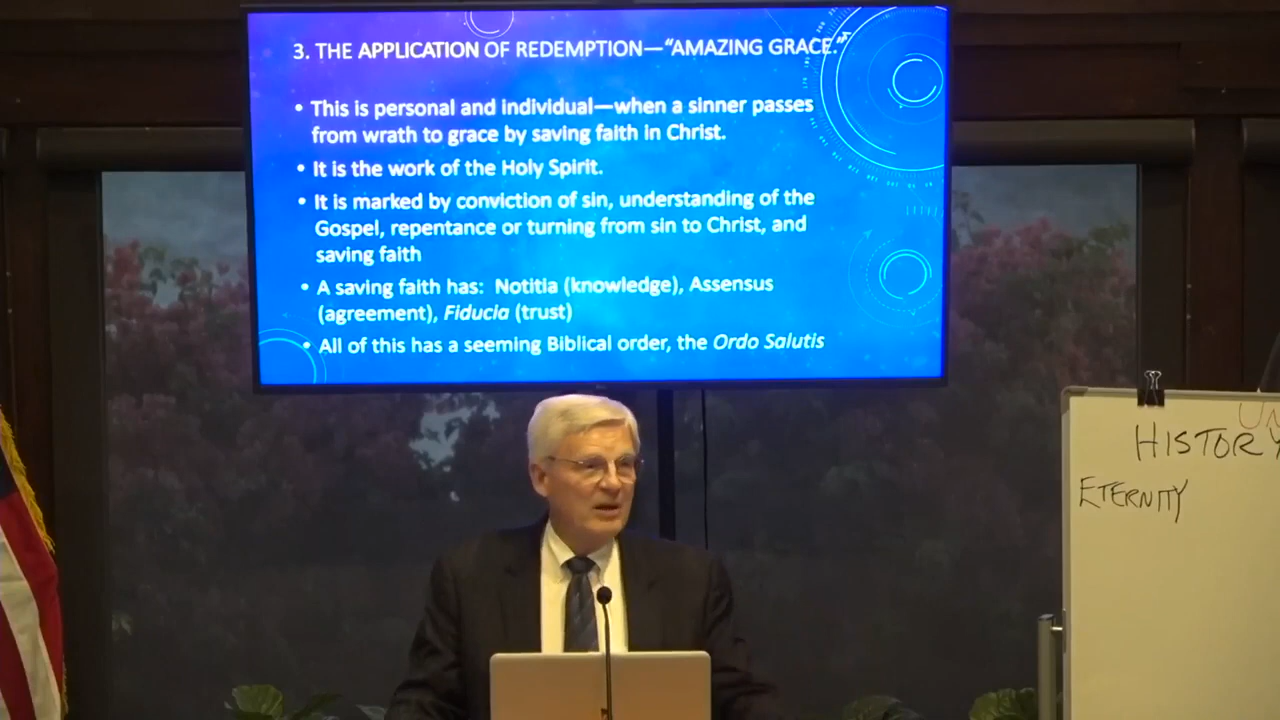 3. THE APPLICATION OF REDEMPTION—“AMAZING GRACE.”
• This is personal and individual—when a sinner passes
from wrath to grace by saving faith in Christ.
• It is the work of the Holy Spirit.
• It is marked by conviction of sin, understanding of the
Gospel, repentance or turning from sin to Christ, and
saving faith
• A saving faith has: Notitia (knowledge), Assensus
(agreement), Fiducia (trust)
• All of this has a seeming Biblical order, the Ordo Salutis
HISTORY
ETERNITY